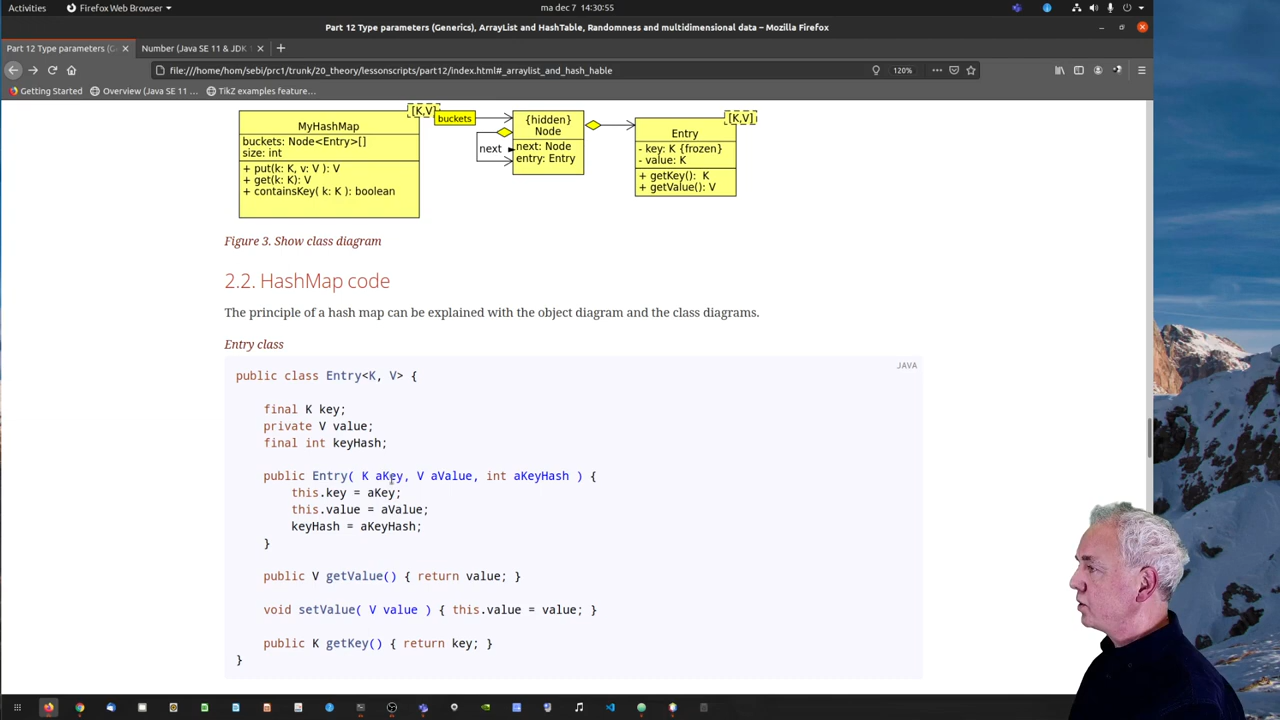 Activities
Firefox Web Browser
ma dec 7 14:30:55
Part 12 Type parameters (Generics), ArrayList and HashTable, Randomness and multidimensional data – Mozilla Firefox
Part 12 Type parameters (G
Number (Java SE 11 & JDK
file:///home/hom/sebi/prc1/trunk/20_theory/lessonscripts/part12/index.html#_arraylist_and_hash_hable
120%
Getting Started
Overview (Java SE 11 ...
TikZ examples feature...
[K,V]
[K,V]
buckets
MyHashMap
buckets: Node<Entry>[]
size: int
+ put(k: K, v: V ): V
+ get(k: K): V
+ containsKey( k: K ): boolean
{hidden}
Node
next: Node
entry: Entry
next
Entry
- key: K {frozen}
- value: K
+ getKey(): K
+ getValue(): V
Figure 3. Show class diagram
2.2. HashMap code
The principle of a hash map can be explained with the object diagram and the class diagrams.
Entry class
JAVA
public class Entry<K, V> {
final K key;
private V value;
final int keyHash;
public Entry( K aKey, V aValue, int aKeyHash ) {
this.key = aKey;
this.value = aValue;
keyHash = aKeyHash;
}
public V getValue() { return value; }
void setValue( V value ) { this.value = value; }
public K getKey() { return key; }
}